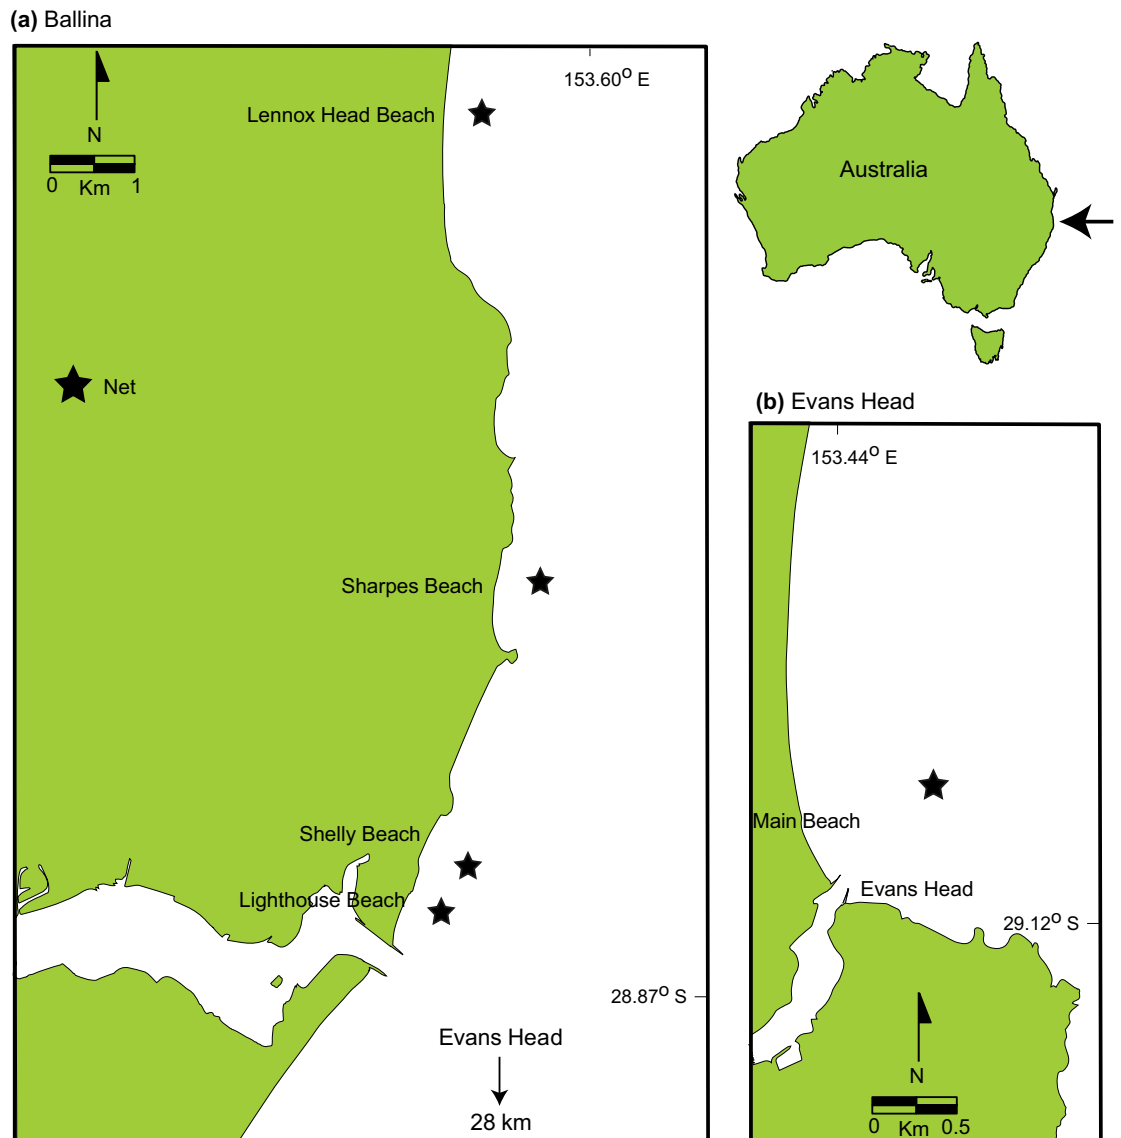 (a) Ballina
153.60° E
Lennox Head Beach
N
0 Km 1
Net
Sharpes Beach
Shelly Beach
Lighthouse Beach
28.87° S
Evans Head
28 km
Australia
(b) Evans Head
153.44° E
Main Beach
Evans Head
29.12° S
N
0 Km 0.5